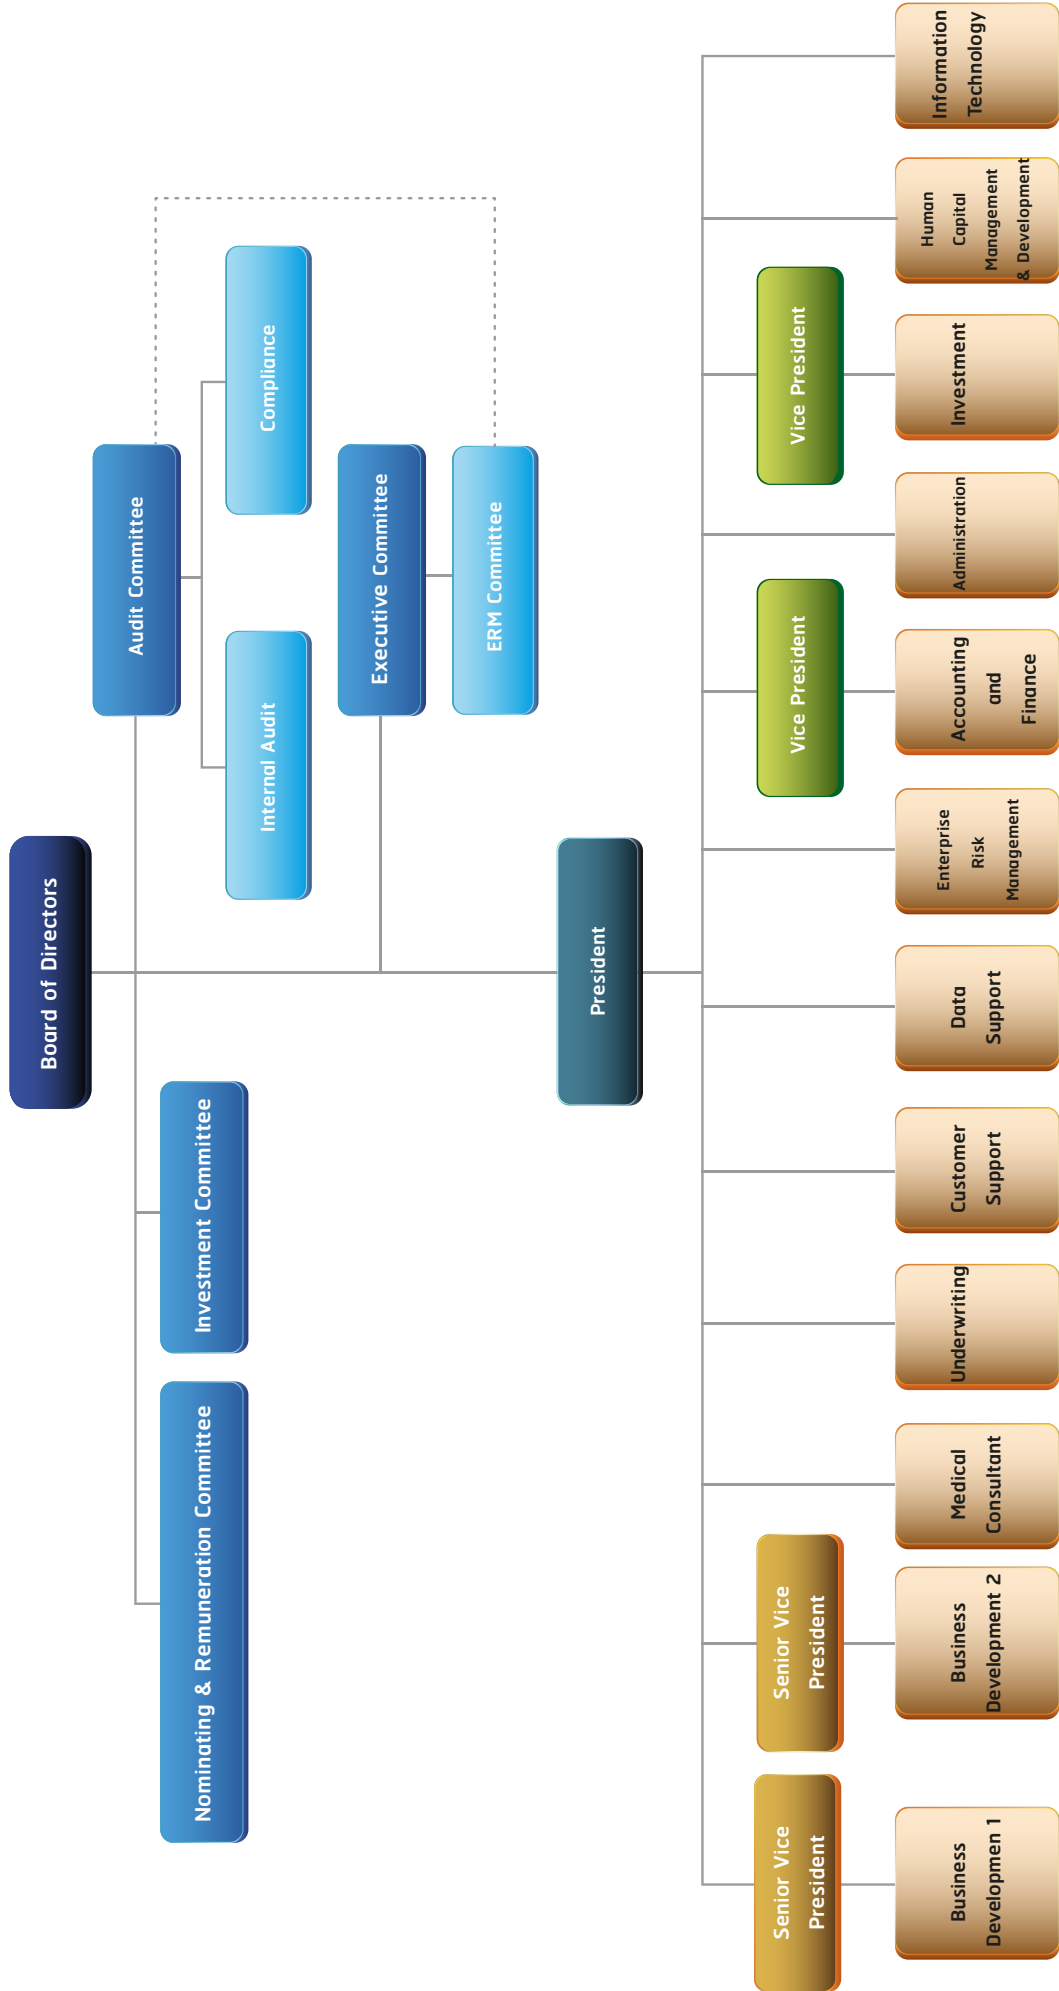 Board of Directors
Nominating & Remuneration Committee
Investment Committee
Audit Committee
Internal Audit
Compliance
Executive Committee
ERM Committee
President
Senior Vice
President
Senior Vice
President
Vice President
Vice President
Business
Developmen 1
Business
Development 2
Medical
Consultant
Underwriting
Customer
Support
Data
Support
Enterprise
Risk
Management
Accounting
and
Finance
Administration
Investment
Human
Capital
Management
& Development
Information
Technology